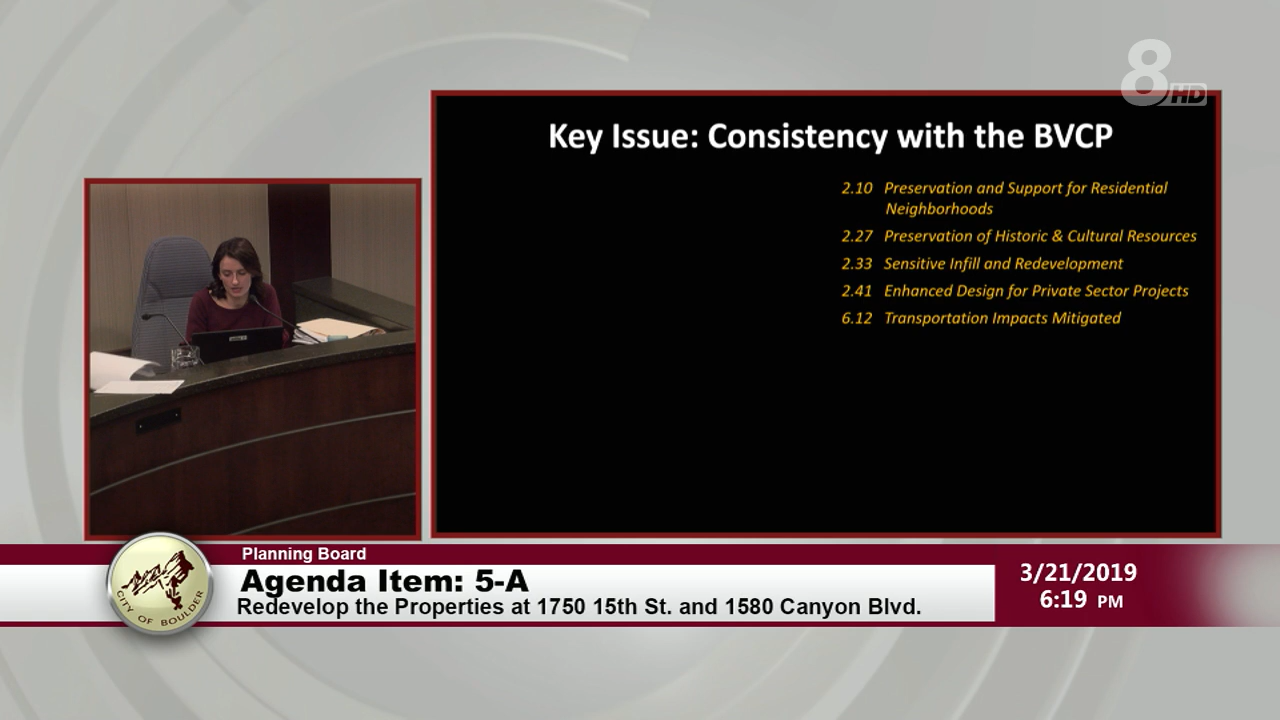 8HD
Key Issue: Consistency with the BVCP
2.10 Preservation and Support for Residential
Neighborhoods
2.27 Preservation of Historic & Cultural Resources
2.33 Sensitive Infill and Redevelopment
2.41 Enhanced Design for Private Sector Projects
6.12 Transportation Impacts Mitigated
Planning Board
Agenda Item: 5-A
Redevelop the Properties at 1750 15th St. and 1580 Canyon Blvd.
CITY OF BOULDER
3/21/2019
6:19 PM